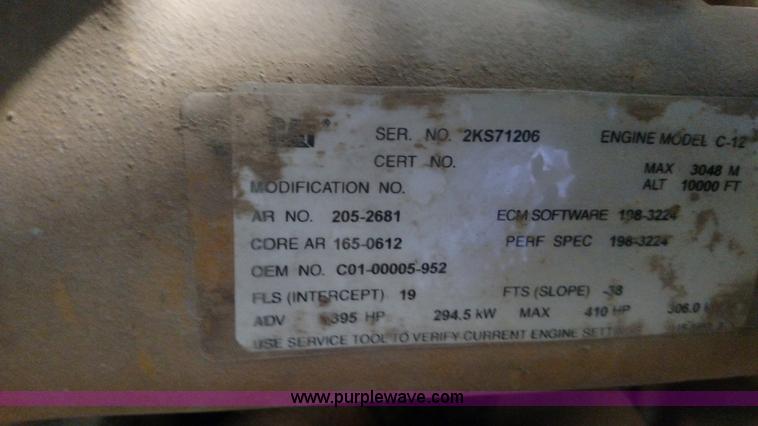 CAT ® SER. NO. 2KS71206 ENGINE MODEL C-12
CERT NO. MAX 3048 M
MODIFICATION NO. ALT 10000 FT
AR NO. 205-2681 ECM SOFTWARE 198-3224
CORE AR 165-0612 PERF SPEC 198-3224
OEM NO. C01-00005-952
FLS (INTERCEPT) 19 FTS (SLOPE) -38
ADV 395 HP 294.5 kW MAX 410 HP 306.0
USE SERVICE TOOL TO VERIFY CURRENT ENGINE
www.purplewave.com